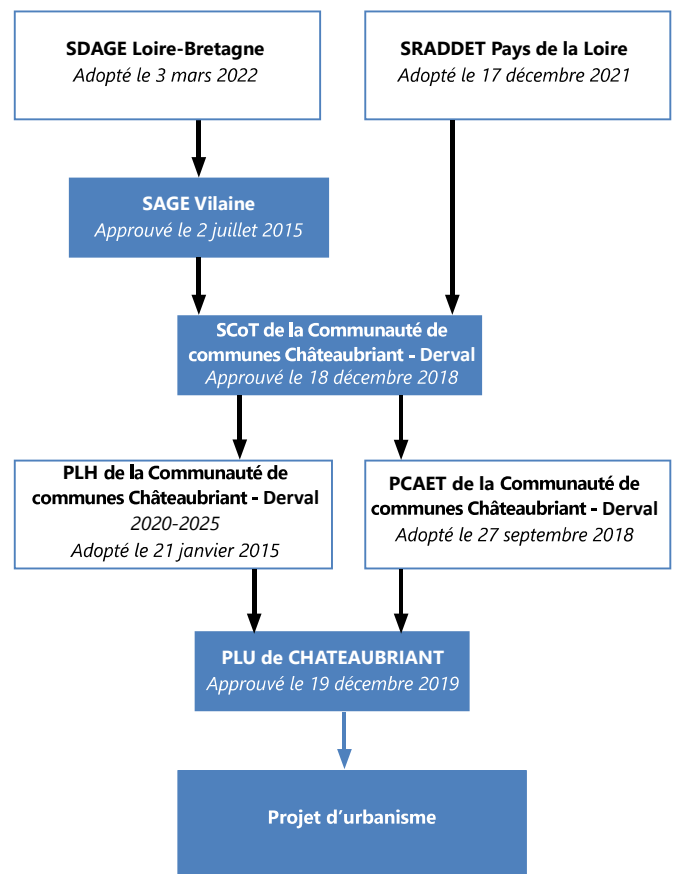 SDAGE Loire-Bretagne
Adopté le 3 mars 2022
SRADDET Pays de la Loire
Adopté le 17 décembre 2021
SAGE Vilaine
Approuvé le 2 juillet 2015
SCoT de la Communauté de
communes Châteaubriant - Derval
Approuvé le 18 décembre 2018
PLH de la Communauté de
communes Châteaubriant - Derval
2020-2025
Adopté le 21 janvier 2015
PCAET de la Communauté de
communes Châteaubriant - Derval
Adopté le 27 septembre 2018
PLU de CHATEAUBRIANT
Approuvé le 19 décembre 2019
Projet d’urbanisme